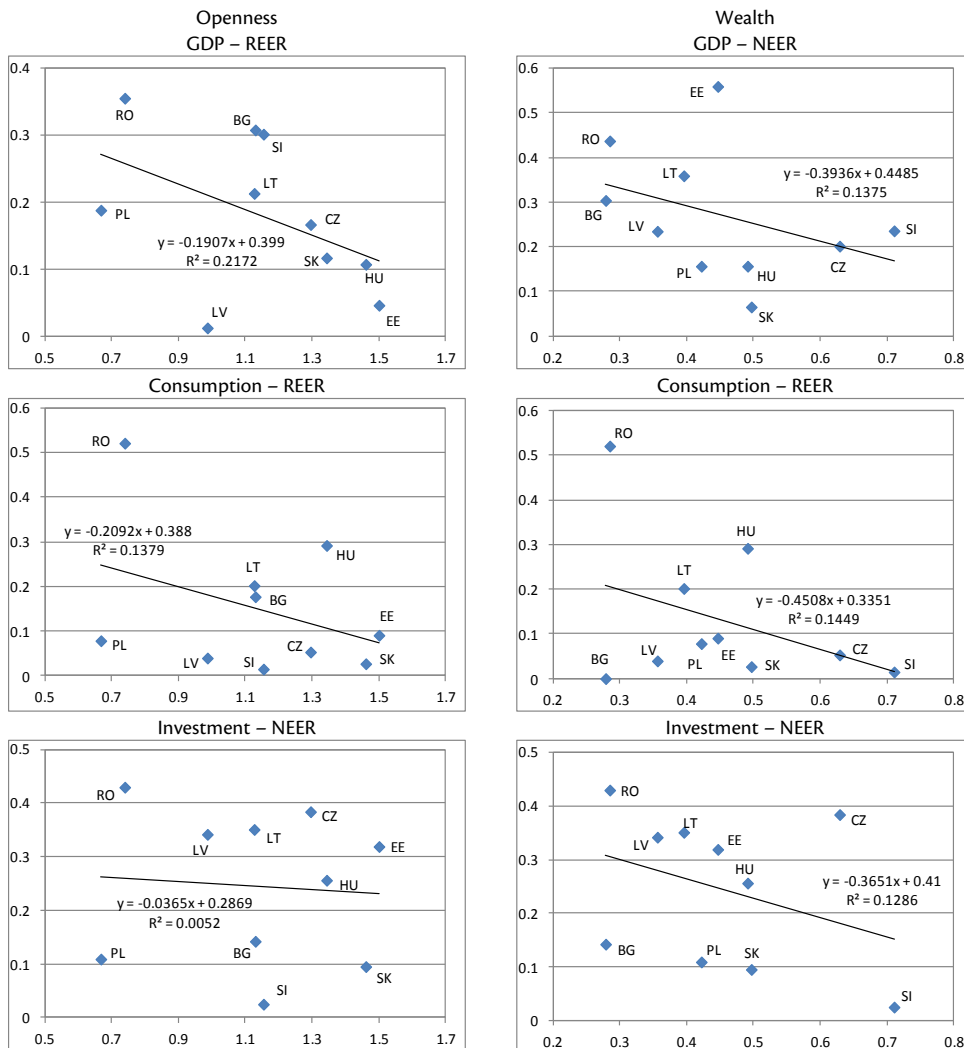 Openness
GDP – REER
0.4
0.3
0.2
0.1
0
RO
BG
SI
LT
PL
CZ
y = -0.1907x + 0.399
R² = 0.2172
SK
HU
LV
EE
0.5 0.7 0.9 1.1 1.3 1.5 1.7
Wealth
GDP – NEER
0.6
0.5
0.4
0.3
0.2
0.1
0
EE
RO
LT
y = -0.3936x + 0.4485
R² = 0.1375
BG
LV
SI
PL
HU
CZ
SK
0.2 0.3 0.4 0.5 0.6 0.7 0.8
Consumption – REER
0.6
0.5
0.4
0.3
0.2
0.1
0
RO
y = -0.2092x + 0.388
R² = 0.1379
HU
LT
BG
EE
PL
LV
SI
CZ
SK
0.5 0.7 0.9 1.1 1.3 1.5 1.7
Consumption – REER
0.6
0.5
0.4
0.3
0.2
0.1
0
RO
HU
LT
y = -0.4508x + 0.3351
R² = 0.1449
BG
LV
PL
EE
SK
CZ
SI
0.2 0.3 0.4 0.5 0.6 0.7 0.8
Investment – NEER
0.5
0.4
0.3
0.2
0.1
0
RO
LV
LT
CZ
EE
HU
y = -0.0365x + 0.2869
R² = 0.0052
PL
BG
SI
SK
0.5 0.7 0.9 1.1 1.3 1.5 1.7
Investment – NEER
0.5
0.4
0.3
0.2
0.1
0
RO
LT
CZ
LV
EE
HU
y = -0.3651x + 0.41
R² = 0.1286
BG
PL
SK
SI
0.2 0.3 0.4 0.5 0.6 0.7 0.8